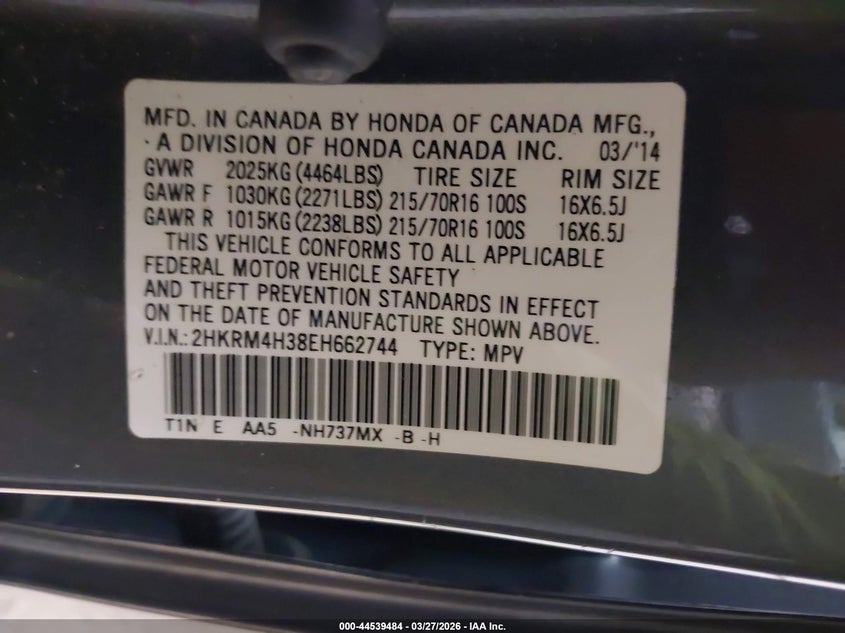 MFD. IN CANADA BY HONDA OF CANADA MFG.,
A DIVISION OF HONDA CANADA INC. 03/'14
GVWR 2025KG(4464LBS) TIRE SIZE RIM SIZE
GAWR F 1030KG(2271LBS) 215/70R16 100S 16X6.5J
GAWR R 1015KG(2238LBS) 215/70R16 100S 16X6.5J
THIS VEHICLE CONFORMS TO ALL APPLICABLE
FEDERAL MOTOR VEHICLE SAFETY
AND THEFT PREVENTION STANDARDS IN EFFECT
ON THE DATE OF MANUFACTURE SHOWN ABOVE.
V.I.N.: 2HKRM4H38EH662744 TYPE: MPV
T1N E AA5 -NH737MX -B -H
000-44539484 - 03/27/2026 - IAA Inc.